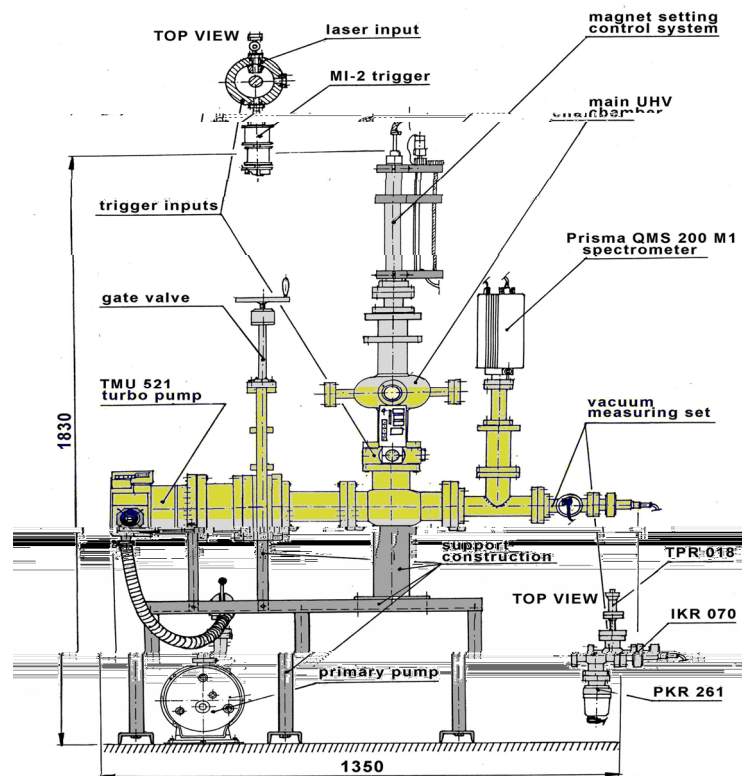 magnet setting
control system
laser input
TOP VIEW
MI-2 trigger
main UHV
chamber
trigger inputs
Prisma QMS 200 M1
spectrometer
gate valve
TMU 521
turbo pump
vacuum
measuring set
1830
support
construction
TPR 018
TOP VIEW
IKR 070
primary pump
PKR 261
1350